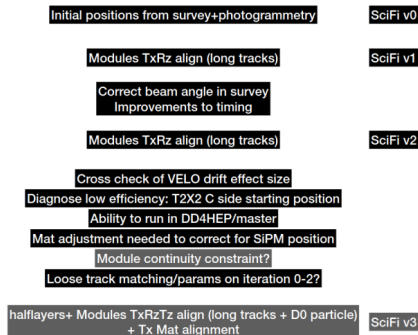 Initial positions from survey+photogrammetry SciFi v0
Modules TxRz align (long tracks) SciFi v1
Correct beam angle in survey
Improvements to timing
Modules TxRz align (long tracks) SciFi v2
Cross check of VELO drift effect size
Diagnose low efficiency: T2X2 C side starting position
Ability to run in DD4HEP/master
Mat adjustment needed to correct for SiPM position
Module continuity constraint?
Loose track matching/params on iteration 0-2?
halflayers+ Modules TxRzTz align (long tracks + D0 particle)
+ Tx Mat alignment SciFi v3